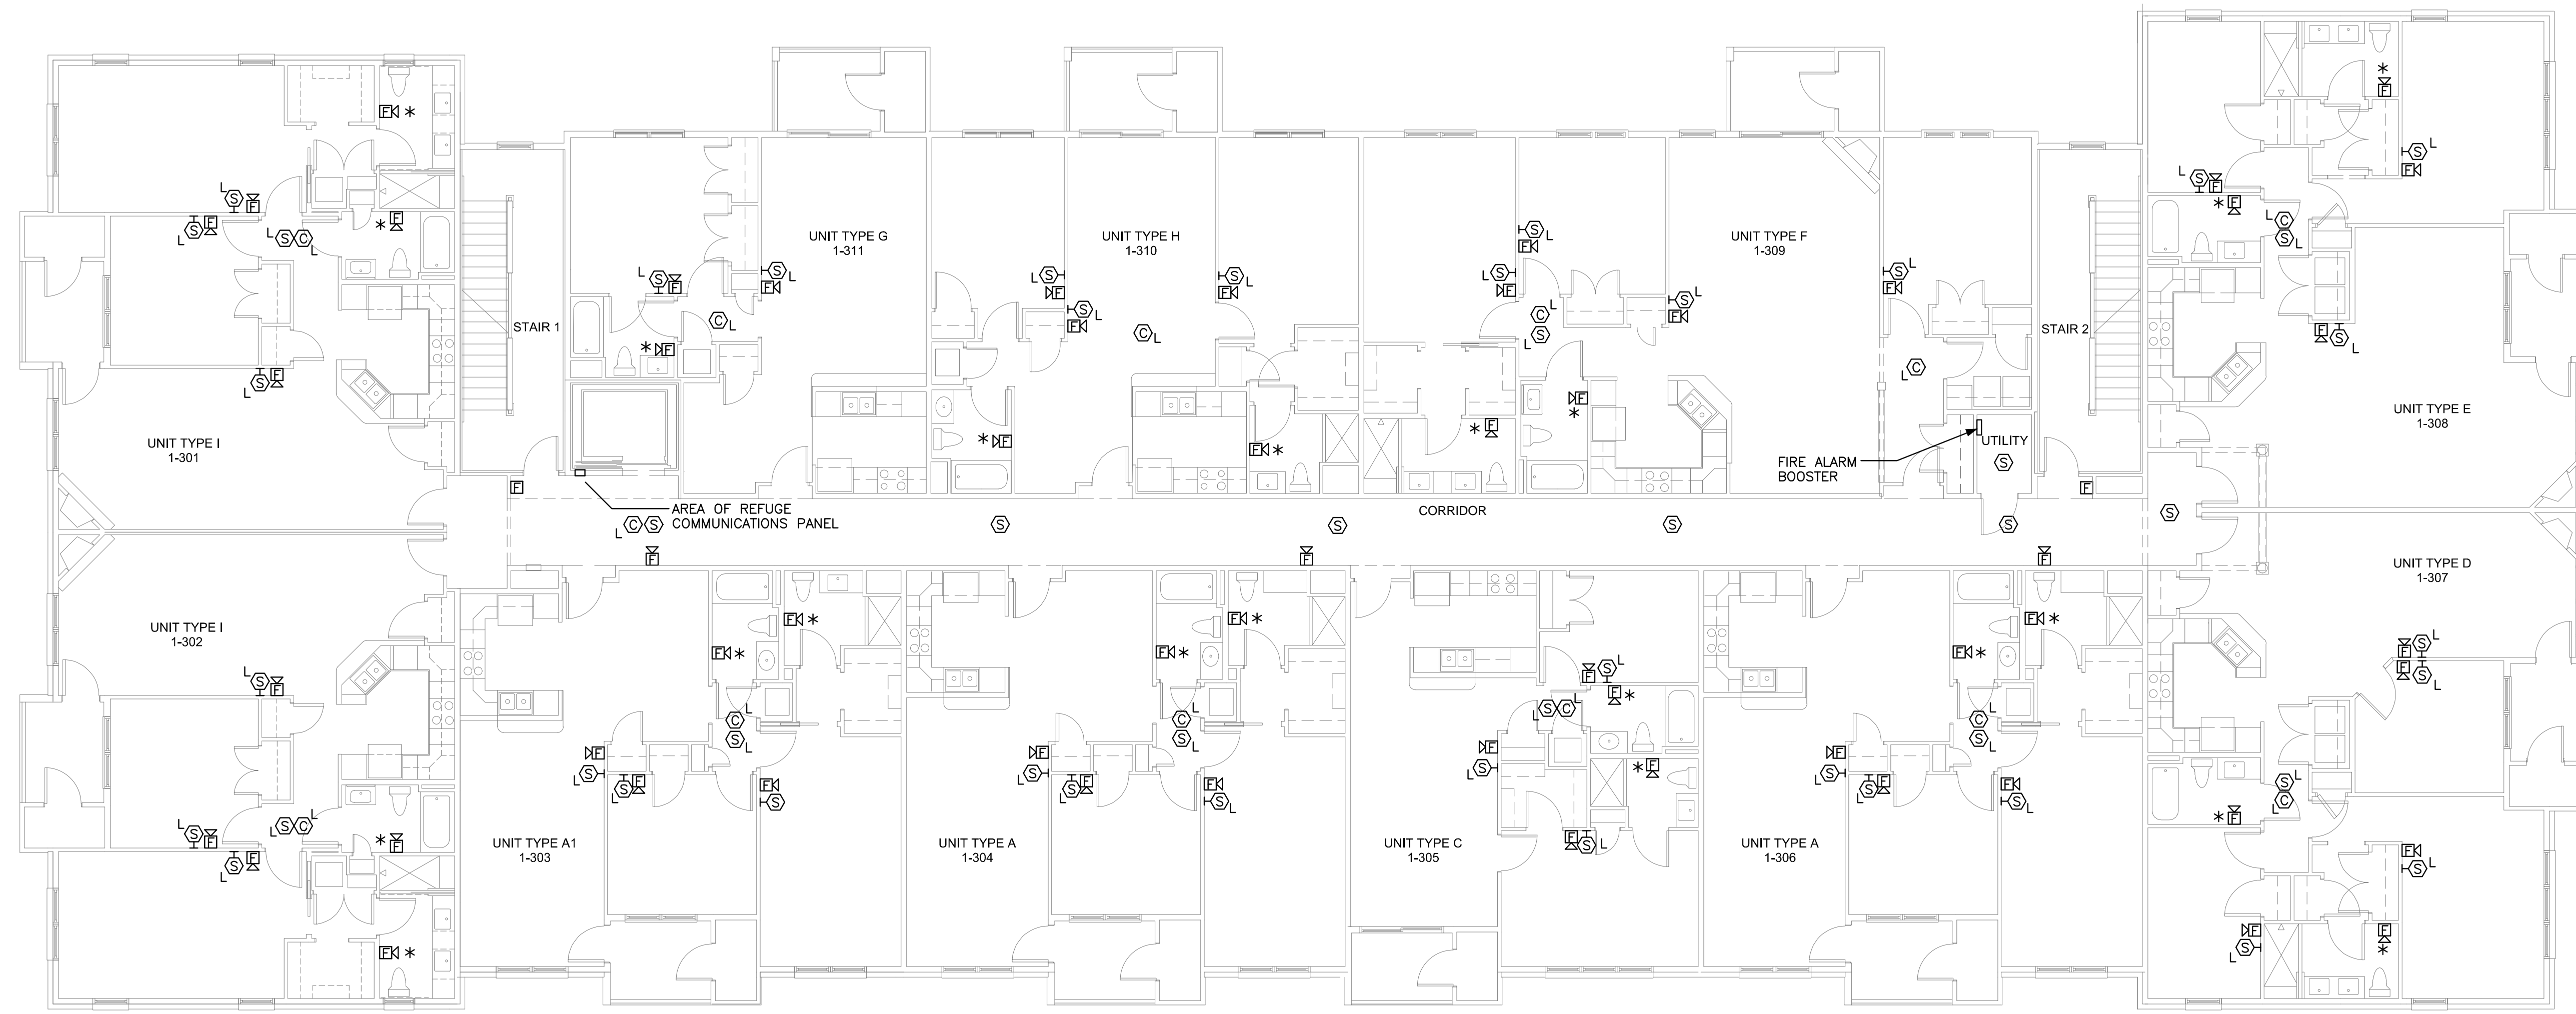 F *
L S F
L S F
* F
L S C L
L S F
UNIT TYPE I
1-301
STAIR 1
L S F
S L
F
C L
* F
UNIT TYPE G
1-311
S
F
L
S L
F
UNIT TYPE H
1-310
C L
* F
S L
F
F *
S L
F
L S
F
C
S L
F
*
* F
UNIT TYPE F
1-309
S L
F
S L
F
L C
FIRE ALARM
BOOSTER
UTILITY
S
STAIR 2
F
*
F
S L
F
L S F
* F
L C
S L
F S L
UNIT TYPE E
1-308
F
AREA OF REFUGE
COMMUNICATIONS PANEL
L C S
S
S
CORRIDOR
S
S
S
F
F
F
F
UNIT TYPE I
1-302
L S F
L S F
L S C L
* F
L S F
F *
UNIT TYPE A1
1-303
F *
F *
C L
S L
F
L S
L S F
F
S
UNIT TYPE A
1-304
F *
F *
C L
S L
F
L S
L S F
F
S L
UNIT TYPE C
1-305
F S L
F *
L S C L
F
L S
* F
F S L
UNIT TYPE A
1-306
F *
F *
C L
S L
F
L S
L S F
F
S L
UNIT TYPE D
1-307
F S L
F S L
S L
L C
* F
F
S L
F
L S
F
*